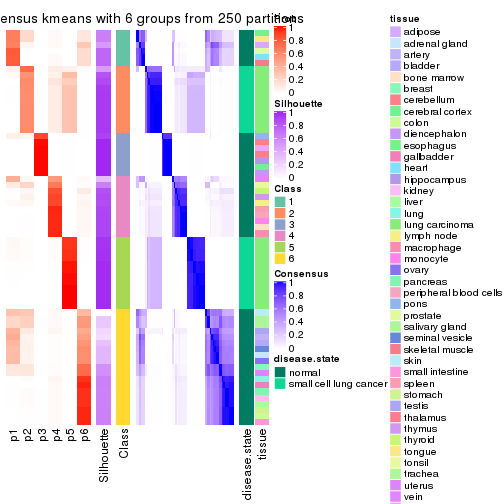 ensus kmeans with 6 groups from 250 partitions
1
0.8
0.6
0.4
0.2
0
Silhouette
1
0.8
0.6
0.4
0.2
0
Class
1
2
3
4
5
6
Consensus
1
0.8
0.6
0.4
0.2
0
disease.state
normal
small cell lung cancer
tissue
adipose
adrenal gland
artery
bladder
bone marrow
breast
cerebellum
cerebral cortex
colon
diencephalon
esophagus
galbladder
heart
hippocampus
kidney
liver
lung
lung carcinoma
lymph node
macrophage
monocyte
ovary
pancreas
peripheral blood cells
pons
prostate
salivary gland
seminal vesicle
skeletal muscle
skin
small intestine
spleen
stomach
testis
thalamus
thymus
thyroid
tongue
tonsil
trachea
uterus
vein
p1
p2
p3
p4
p5
p6
Silhouette
Class
disease.state
tissue